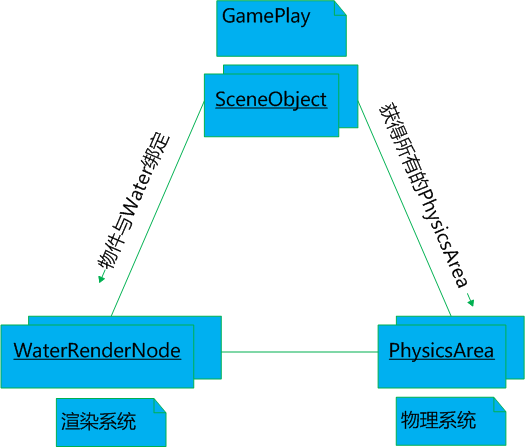 GamePlay
SceneObject
物件与Water绑定
获得所有的PhysicsArea
WaterRenderNode
PhysicsArea
渲染系统
物理系统